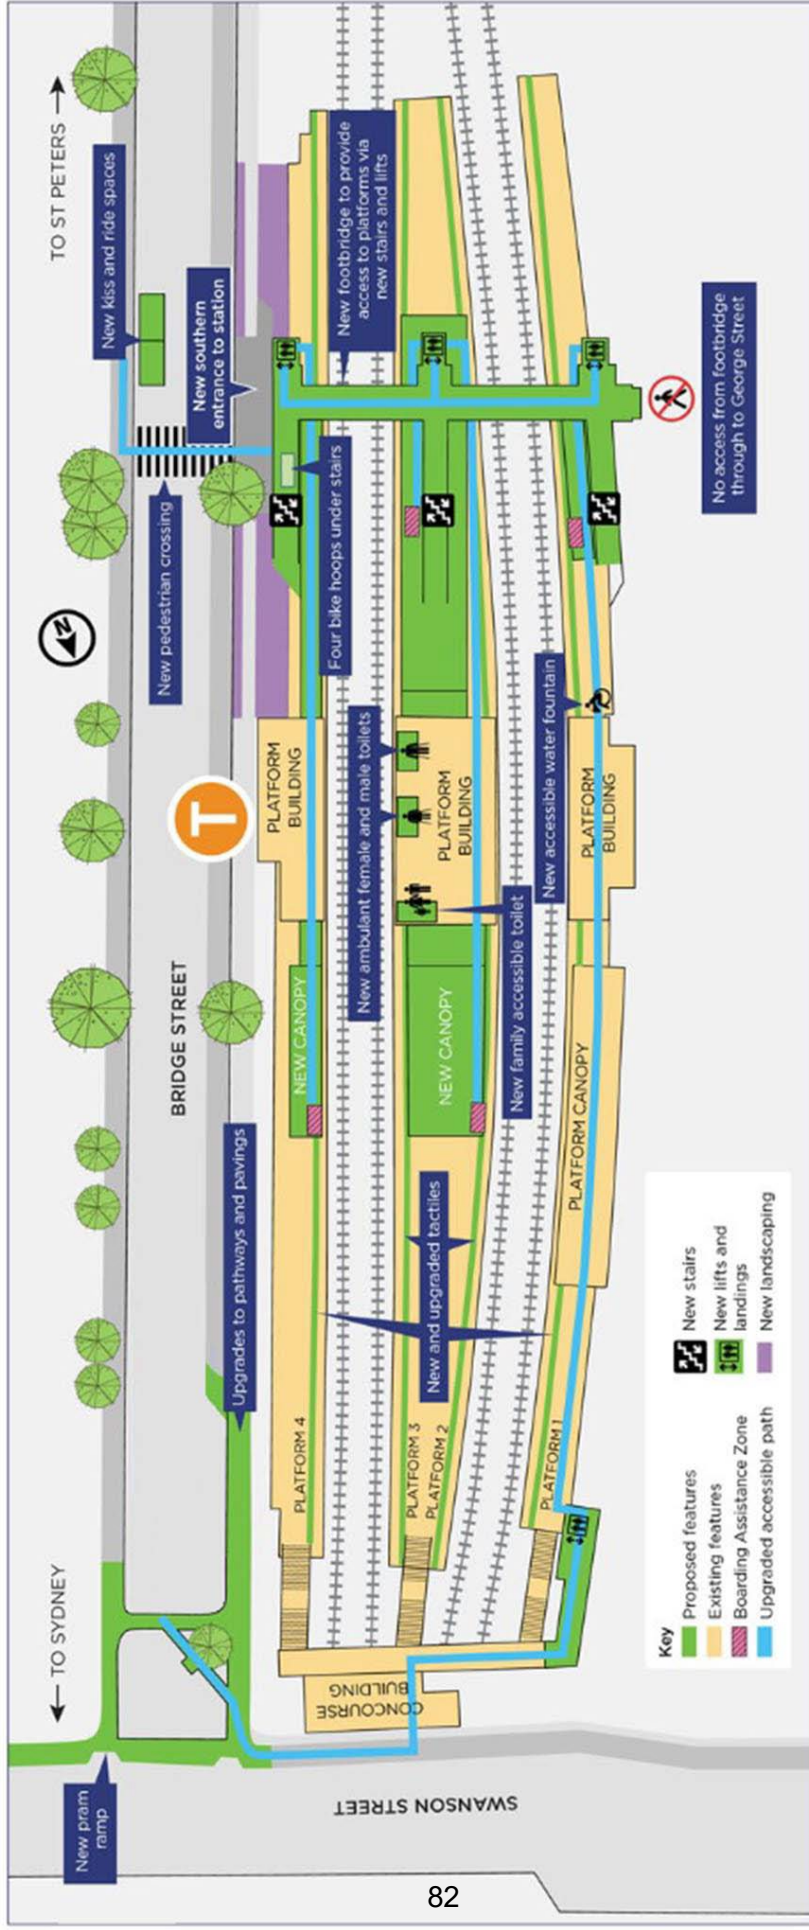 TO ST PETERS
New kiss and ride spaces
New southern
entrance to station
New footbridge to provide
access to platforms via
new stairs and lifts
No access from footbridge
through to George Street
New pedestrian crossing
Four bike hoops under stairs
N
T
PLATFORM
BUILDING
New ambulant female and male toilets
PLATFORM
BUILDING
New accessible water fountain
PLATFORM
BUILDING
New family accessible toilet
BRIDGE STREET
NEW CANOPY
NEW CANOPY
PLATFORM CANOPY
Upgrades to pathways and pavings
New and upgraded tactiles
PLATFORM 4
PLATFORM 3
PLATFORM 2
PLATFORM 1
TO SYDNEY
CONCOURSE
BUILDING
New pram
ramp
SWANSON STREET
Key
Proposed features
Existing features
Boarding Assistance Zone
Upgraded accessible path
New stairs
New lifts and
landings
New landscaping
82